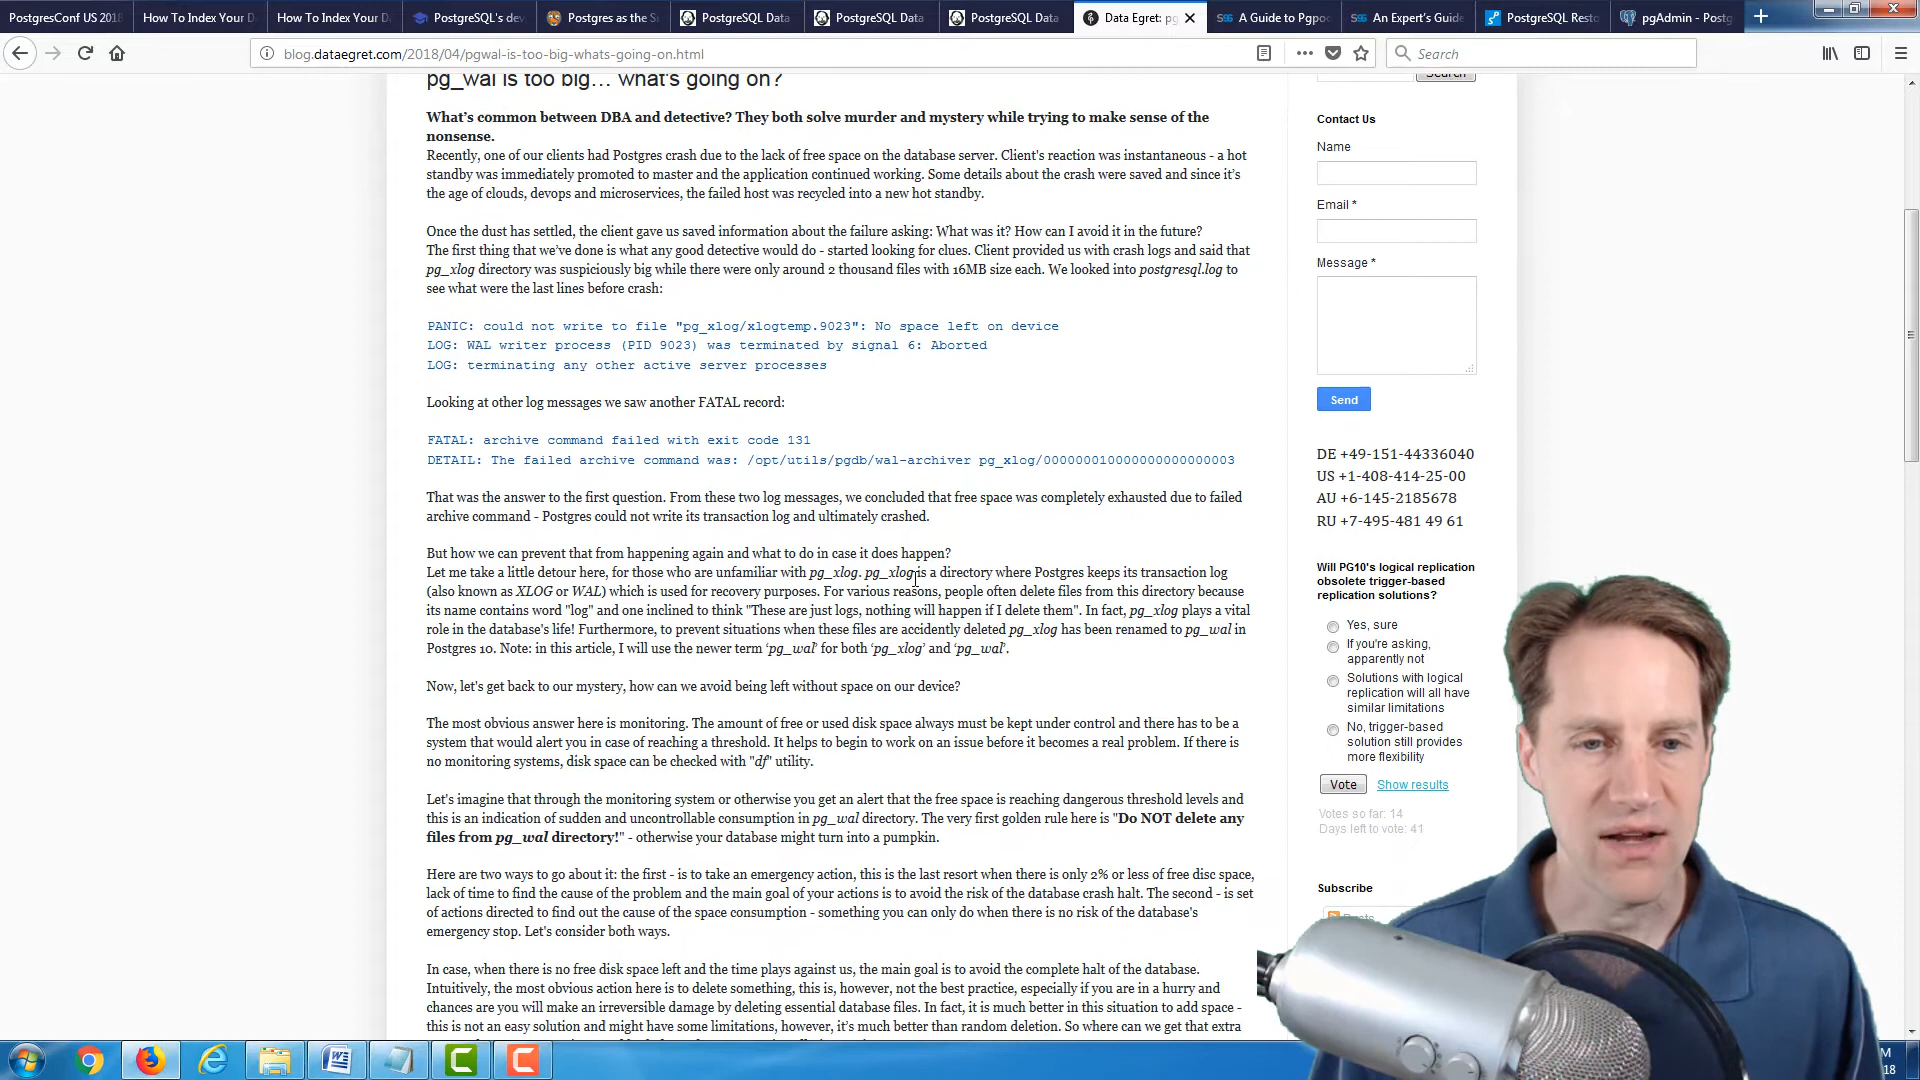 PostgresConf US 2018
How To Index Your D
How To Index Your D
PostgreSQL's dev
Postgres as the S
PostgreSQL Data
PostgreSQL Data
PostgreSQL Data
Data Egret: pg
A Guide to Pgpo
An Expert's Guide
PostgreSQL Resto
pgAdmin - Postg
blog.dataegret.com/2018/04/pgwal-is-too-big-whats-going-on.html
Search
pg_wal is too big… what's going on?
What's common between DBA and detective? They both solve murder and mystery while trying to make sense of the
nonsense.
Recently, one of our clients had Postgres crash due to the lack of free space on the database server. Client's reaction was instantaneous - a hot
standby was immediately promoted to master and the application continued working. Some details about the crash were saved and since it's
the age of clouds, devops and microservices, the failed host was recycled into a new hot standby.
Once the dust has settled, the client gave us saved information about the failure asking: What was it? How can I avoid it in the future?
The first thing that we've done is what any good detective would do - started looking for clues. Client provided us with crash logs and said that
pg_xlog directory was suspiciously big while there were only around 2 thousand files with 16MB size each. We looked into postgresql.log to
see what were the last lines before crash:
PANIC: could not write to file "pg_xlog/xlogtemp.9023": No space left on device
LOG: WAL writer process (PID 9023) was terminated by signal 6: Aborted
LOG: terminating any other active server processes
Looking at other log messages we saw another FATAL record:
FATAL: archive command failed with exit code 131
DETAIL: The failed archive command was: /opt/utils/pgdb/wal-archiver pg_xlog/000000010000000000000003
That was the answer to the first question. From these two log messages, we concluded that free space was completely exhausted due to failed
archive command - Postgres could not write its transaction log and ultimately crashed.
But how we can prevent that from happening again and what to do in case it does happen?
Let me take a little detour here, for those who are unfamiliar with pg_xlog. pg_xlog is a directory where Postgres keeps its transaction log
(also known as XLOG or WAL) which is used for recovery purposes. For various reasons, people often delete files from this directory because
its name contains word "log" and one inclined to think "These are just logs, nothing will happen if I delete them". In fact, pg_xlog plays a vital
role in the database's life! Furthermore, to prevent situations when these files are accidently deleted pg_xlog has been renamed to pg_wal in
Postgres 10. Note: in this article, I will use the newer term 'pg_wal' for both 'pg_xlog' and 'pg_wal'.
Now, let's get back to our mystery, how can we avoid being left without space on our device?
The most obvious answer here is monitoring. The amount of free or used disk space always must be kept under control and there has to be a
system that would alert you in case of reaching a threshold. It helps to begin to work on an issue before it becomes a real problem. If there is
no monitoring systems, disk space can be checked with "df" utility.
Let's imagine that through the monitoring system or otherwise you get an alert that the free space is reaching dangerous threshold levels and
this is an indication of sudden and uncontrollable consumption in pg_wal directory. The very first golden rule here is "Do NOT delete any
files from pg_wal directory!" - otherwise your database might turn into a pumpkin.
Here are two ways to go about it: the first - is to take an emergency action, this is the last resort when there is only 2% or less of free disc space,
lack of time to find the cause of the problem and the main goal of your actions is to avoid the risk of the database crash halt. The second - is set
of actions directed to find out the cause of the space consumption - something you can only do when there is no risk of the database's
emergency stop. Let's consider both ways.
In case, when there is no free disk space left and the time plays against us, the main goal is to avoid the complete halt of the database.
Intuitively, the most obvious action here is to delete something, this is, however, not the best practice, especially if you are in a hurry and
chances are you will make an irreversible damage by deleting essential database files. In fact, it is much better in this situation to add space -
this is not an easy solution and might have some limitations, however, it's much better than random deletion. So where can we get that extra
Search
Contact Us
Name
Email *
Message *
Send
DE +49-151-44336040
US +1-408-414-25-00
AU +6-145-2185678
RU +7-495-481 49 61
Will PG10's logical
replication
obsolete trigger-based
replication solutions?
Yes, sure
If you're asking,
apparently not
Solutions with logical
replication will all have
similar limitations
No, trigger-based
solution still provides
more flexibility
Vote
Show results
Votes so far: 14
Days left to vote: 41
Subscribe
Posts
M
18